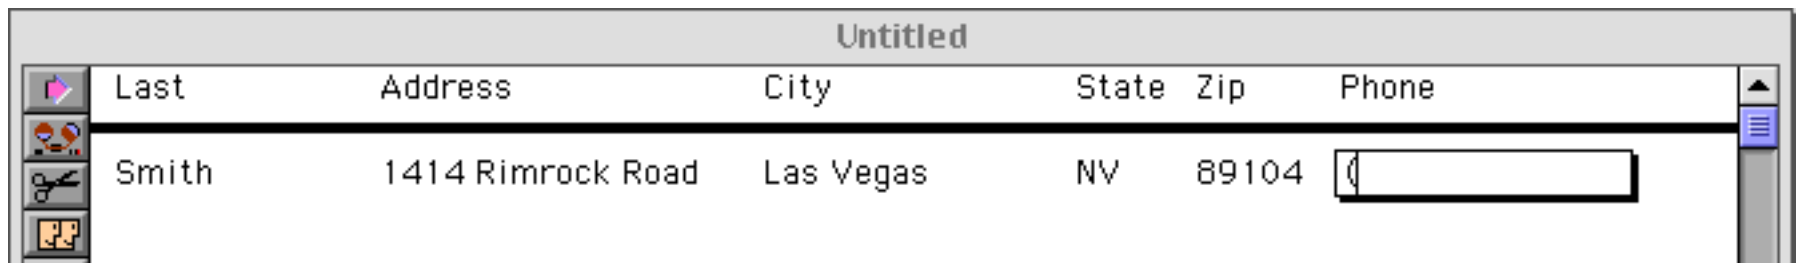 Untitled
Last Address City State Zip Phone
Smith 1414 Rimrock Road Las Vegas NV 89104 (